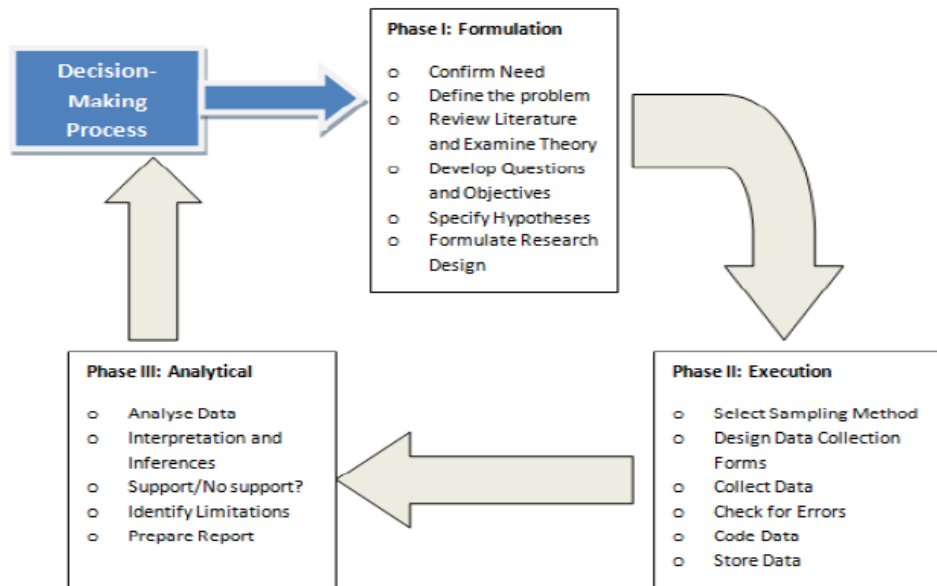 Decision-
Making
Process
Phase I: Formulation
o Confirm Need
o Define the problem
o Review Literature
and Examine Theory
o Develop Questions
and Objectives
o Specify Hypotheses
o Formulate Research
Design
Phase II: Execution
o Select Sampling Method
o Design Data Collection
Forms
o Collect Data
o Check for Errors
o Code Data
o Store Data
Phase III: Analytical
o Analyse Data
o Interpretation and
Inferences
o Support/No support?
o Identify Limitations
o Prepare Report